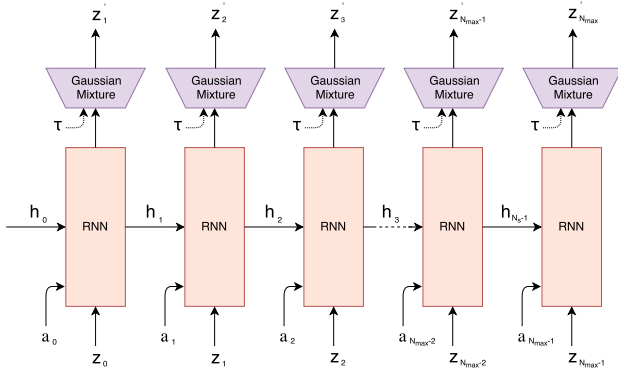 z'₁ z'₂ z'₃ z'Nmax-1 z'Nmax
Gaussian Mixture Gaussian Mixture Gaussian Mixture Gaussian Mixture Gaussian Mixture
τ τ τ τ τ
h₀ h₁ h₂ h₃ hNs-1
RNN RNN RNN RNN RNN
a₀ a₁ a₂ aNmax-2 aNmax-1
z₀ z₁ z₂ zNmax-2 zNmax-1